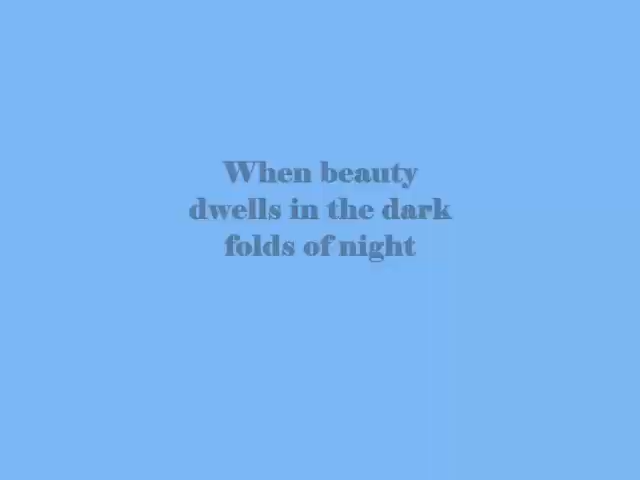 When beauty
dwells in the dark
folds of night